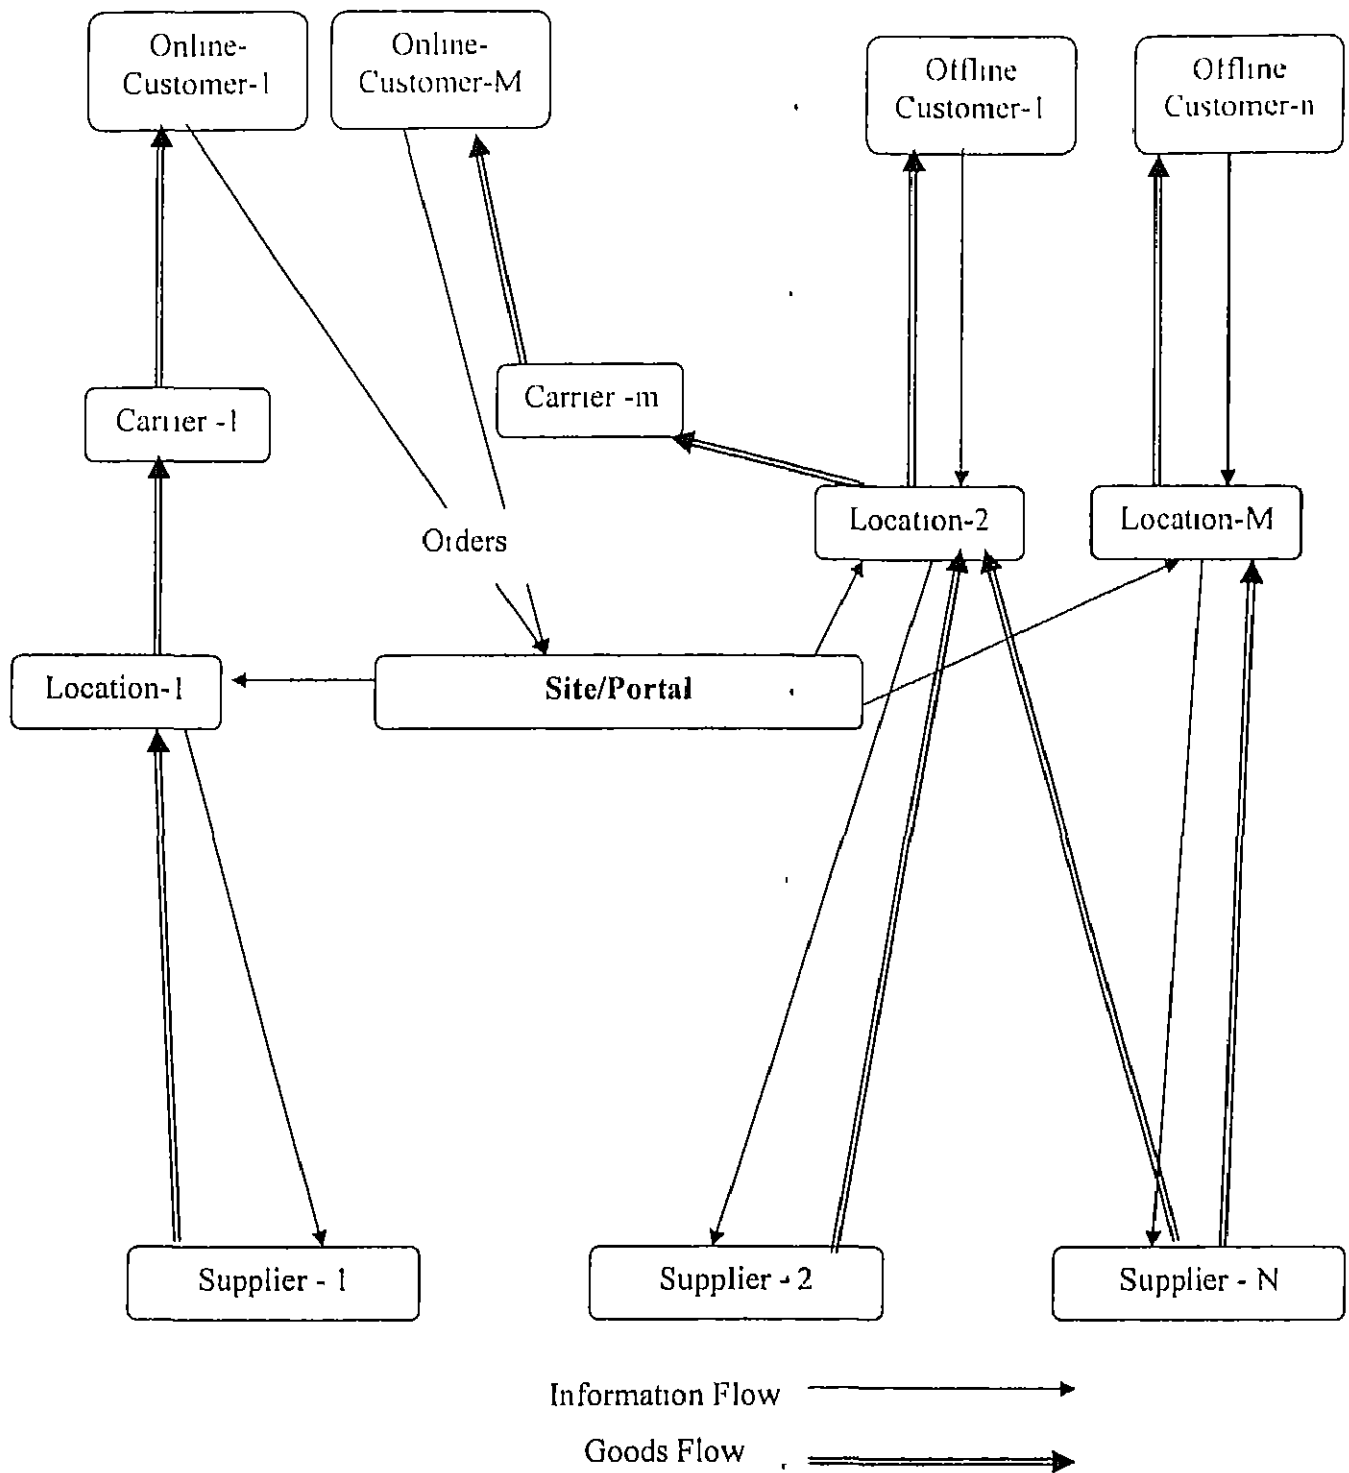 Online-
Customer-1
Online-
Customer-M
Offline
Customer-1
Offline
Customer-n
Carrier -m
Carrier -1
Location-2
Location-M
Orders
Location-1
Site/Portal
Supplier - 1
Supplier - 2
Supplier - N
Information Flow
Goods Flow